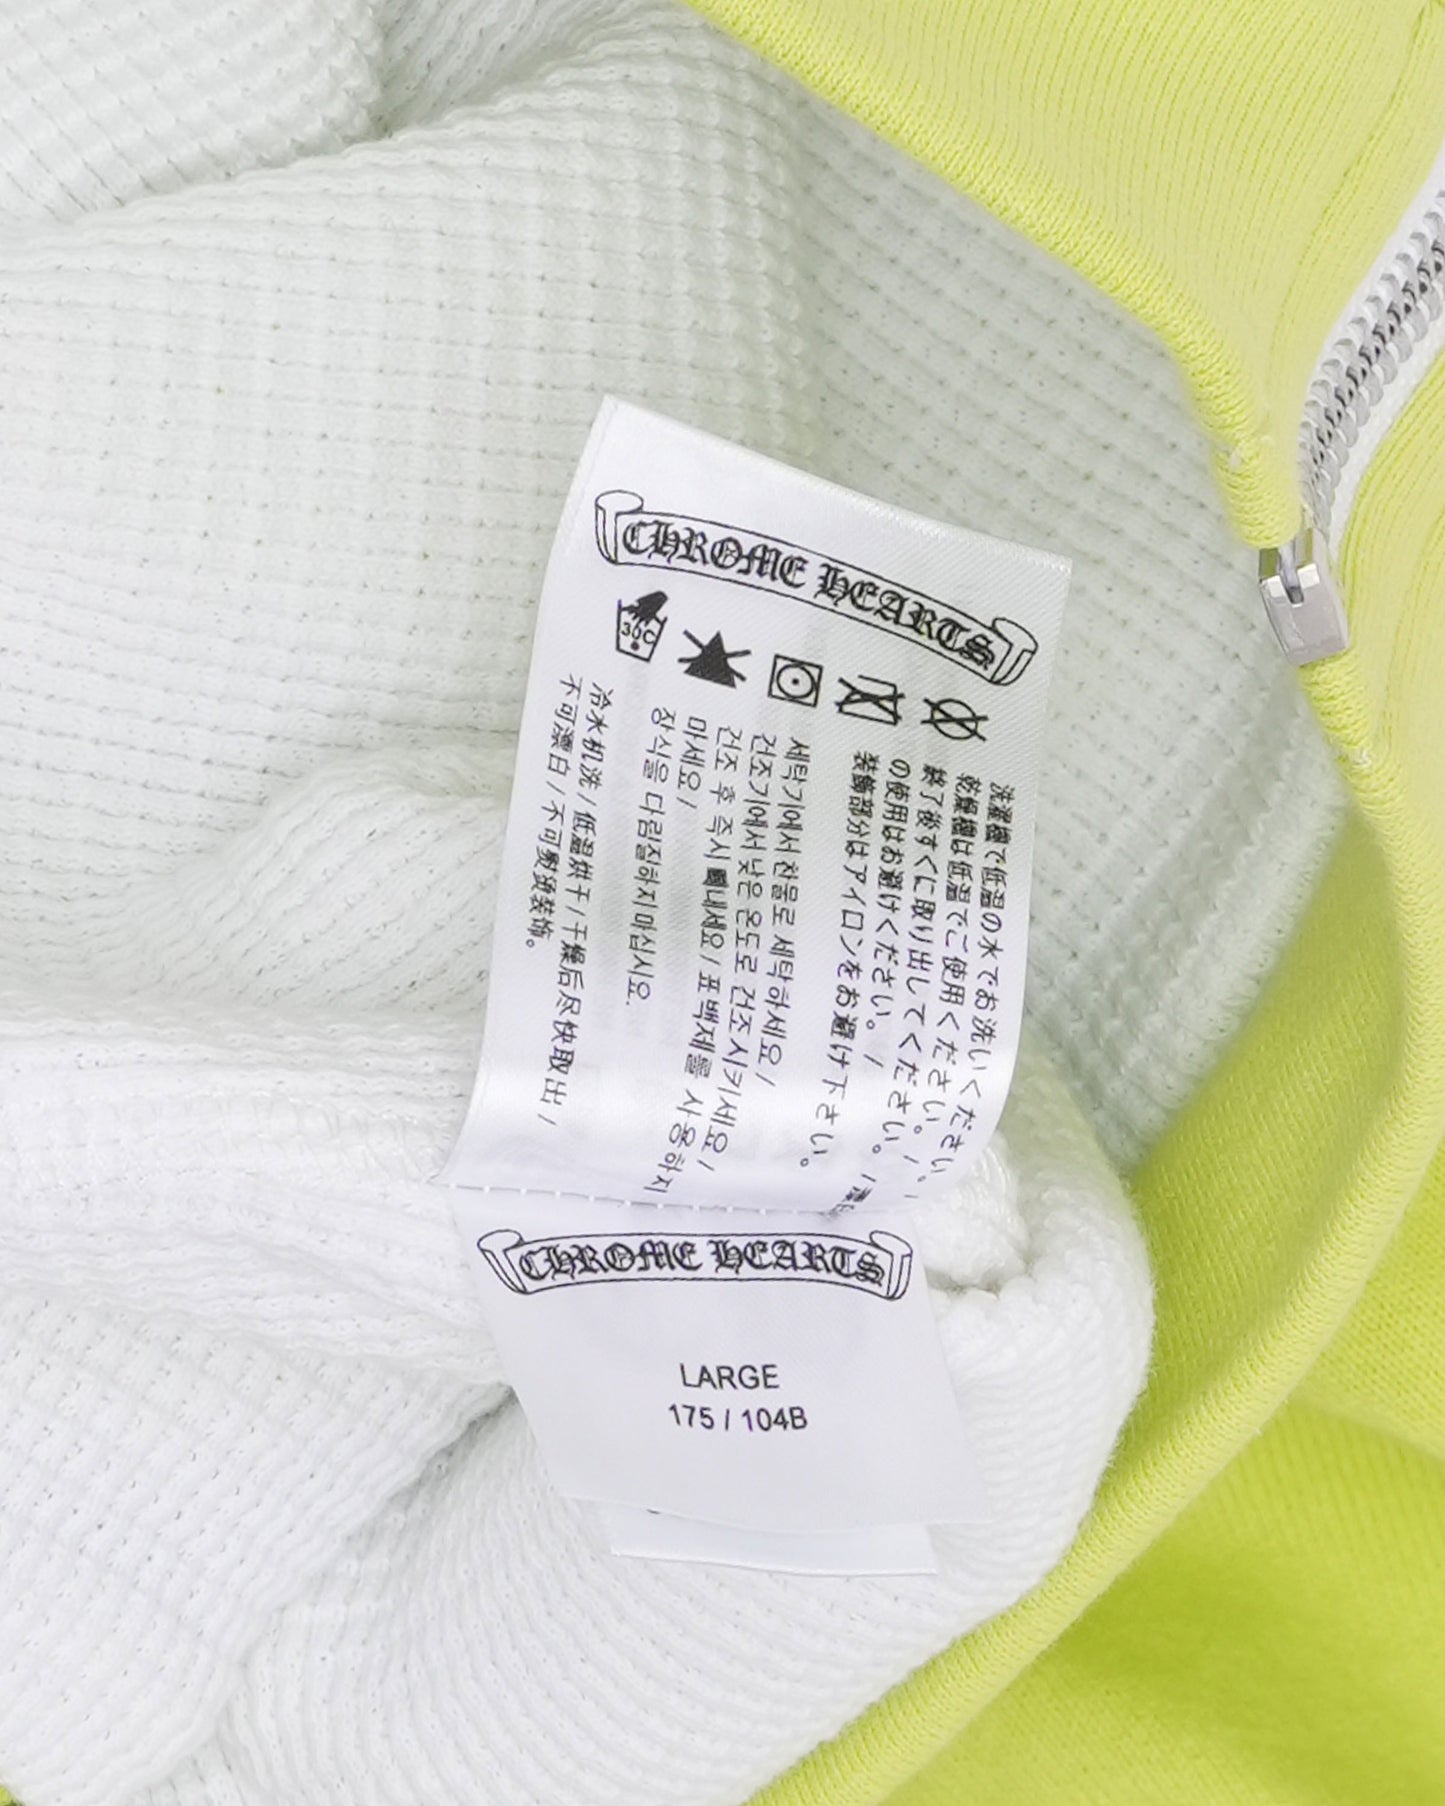 CHROME HEARTS
30C
洗濯機で低温の水でお洗いください。/
乾燥機は低温でご使用ください。/
終了後すぐに取り出してください。/漂白
の使用はお避けください。/
装飾部分はアイロンをお避け下さい。
세탁기에서 찬물로 세탁하세요/
건조기에서 낮은 온도로 건조시키세요/
건조 후 즉시 내세요/표백제를 사용하지
마세요/
장식을 다림질하지마십시요.
冷水机洗/低温烘干/干燥后尽快取出/
不可漂白/不可熨烫装饰。
CHROME HEARTS
LARGE
175 / 104B